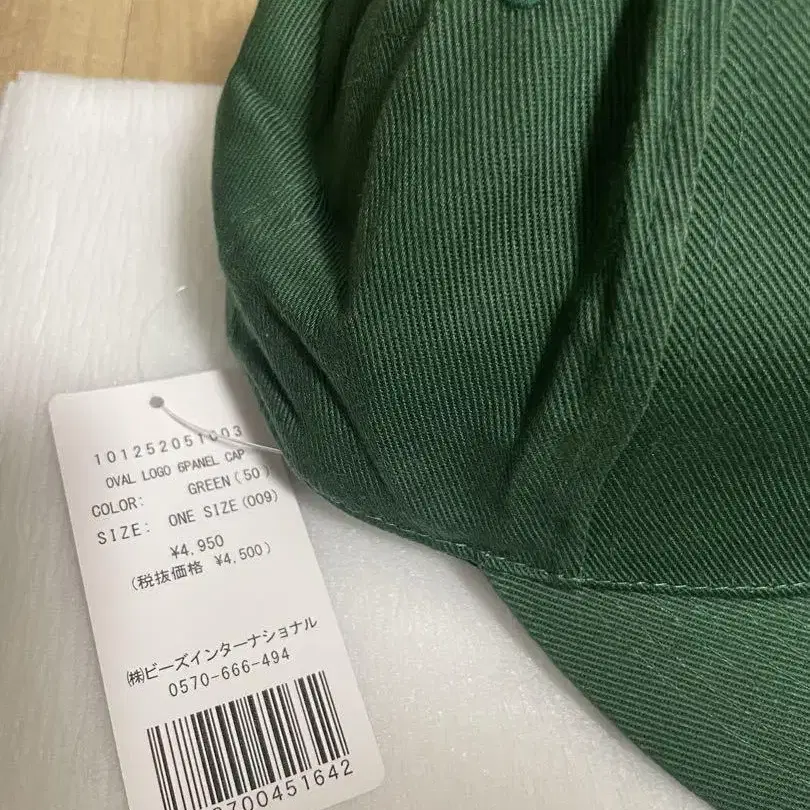 101252051003
OVAL LOGO 6PANEL CAP
COLOR: GREEN(50)
SIZE: ONE SIZE(009)
¥4,950
(税抜価格 ¥4,500)
㈱ビーズインターナショナル
0570-666-494
8700451642